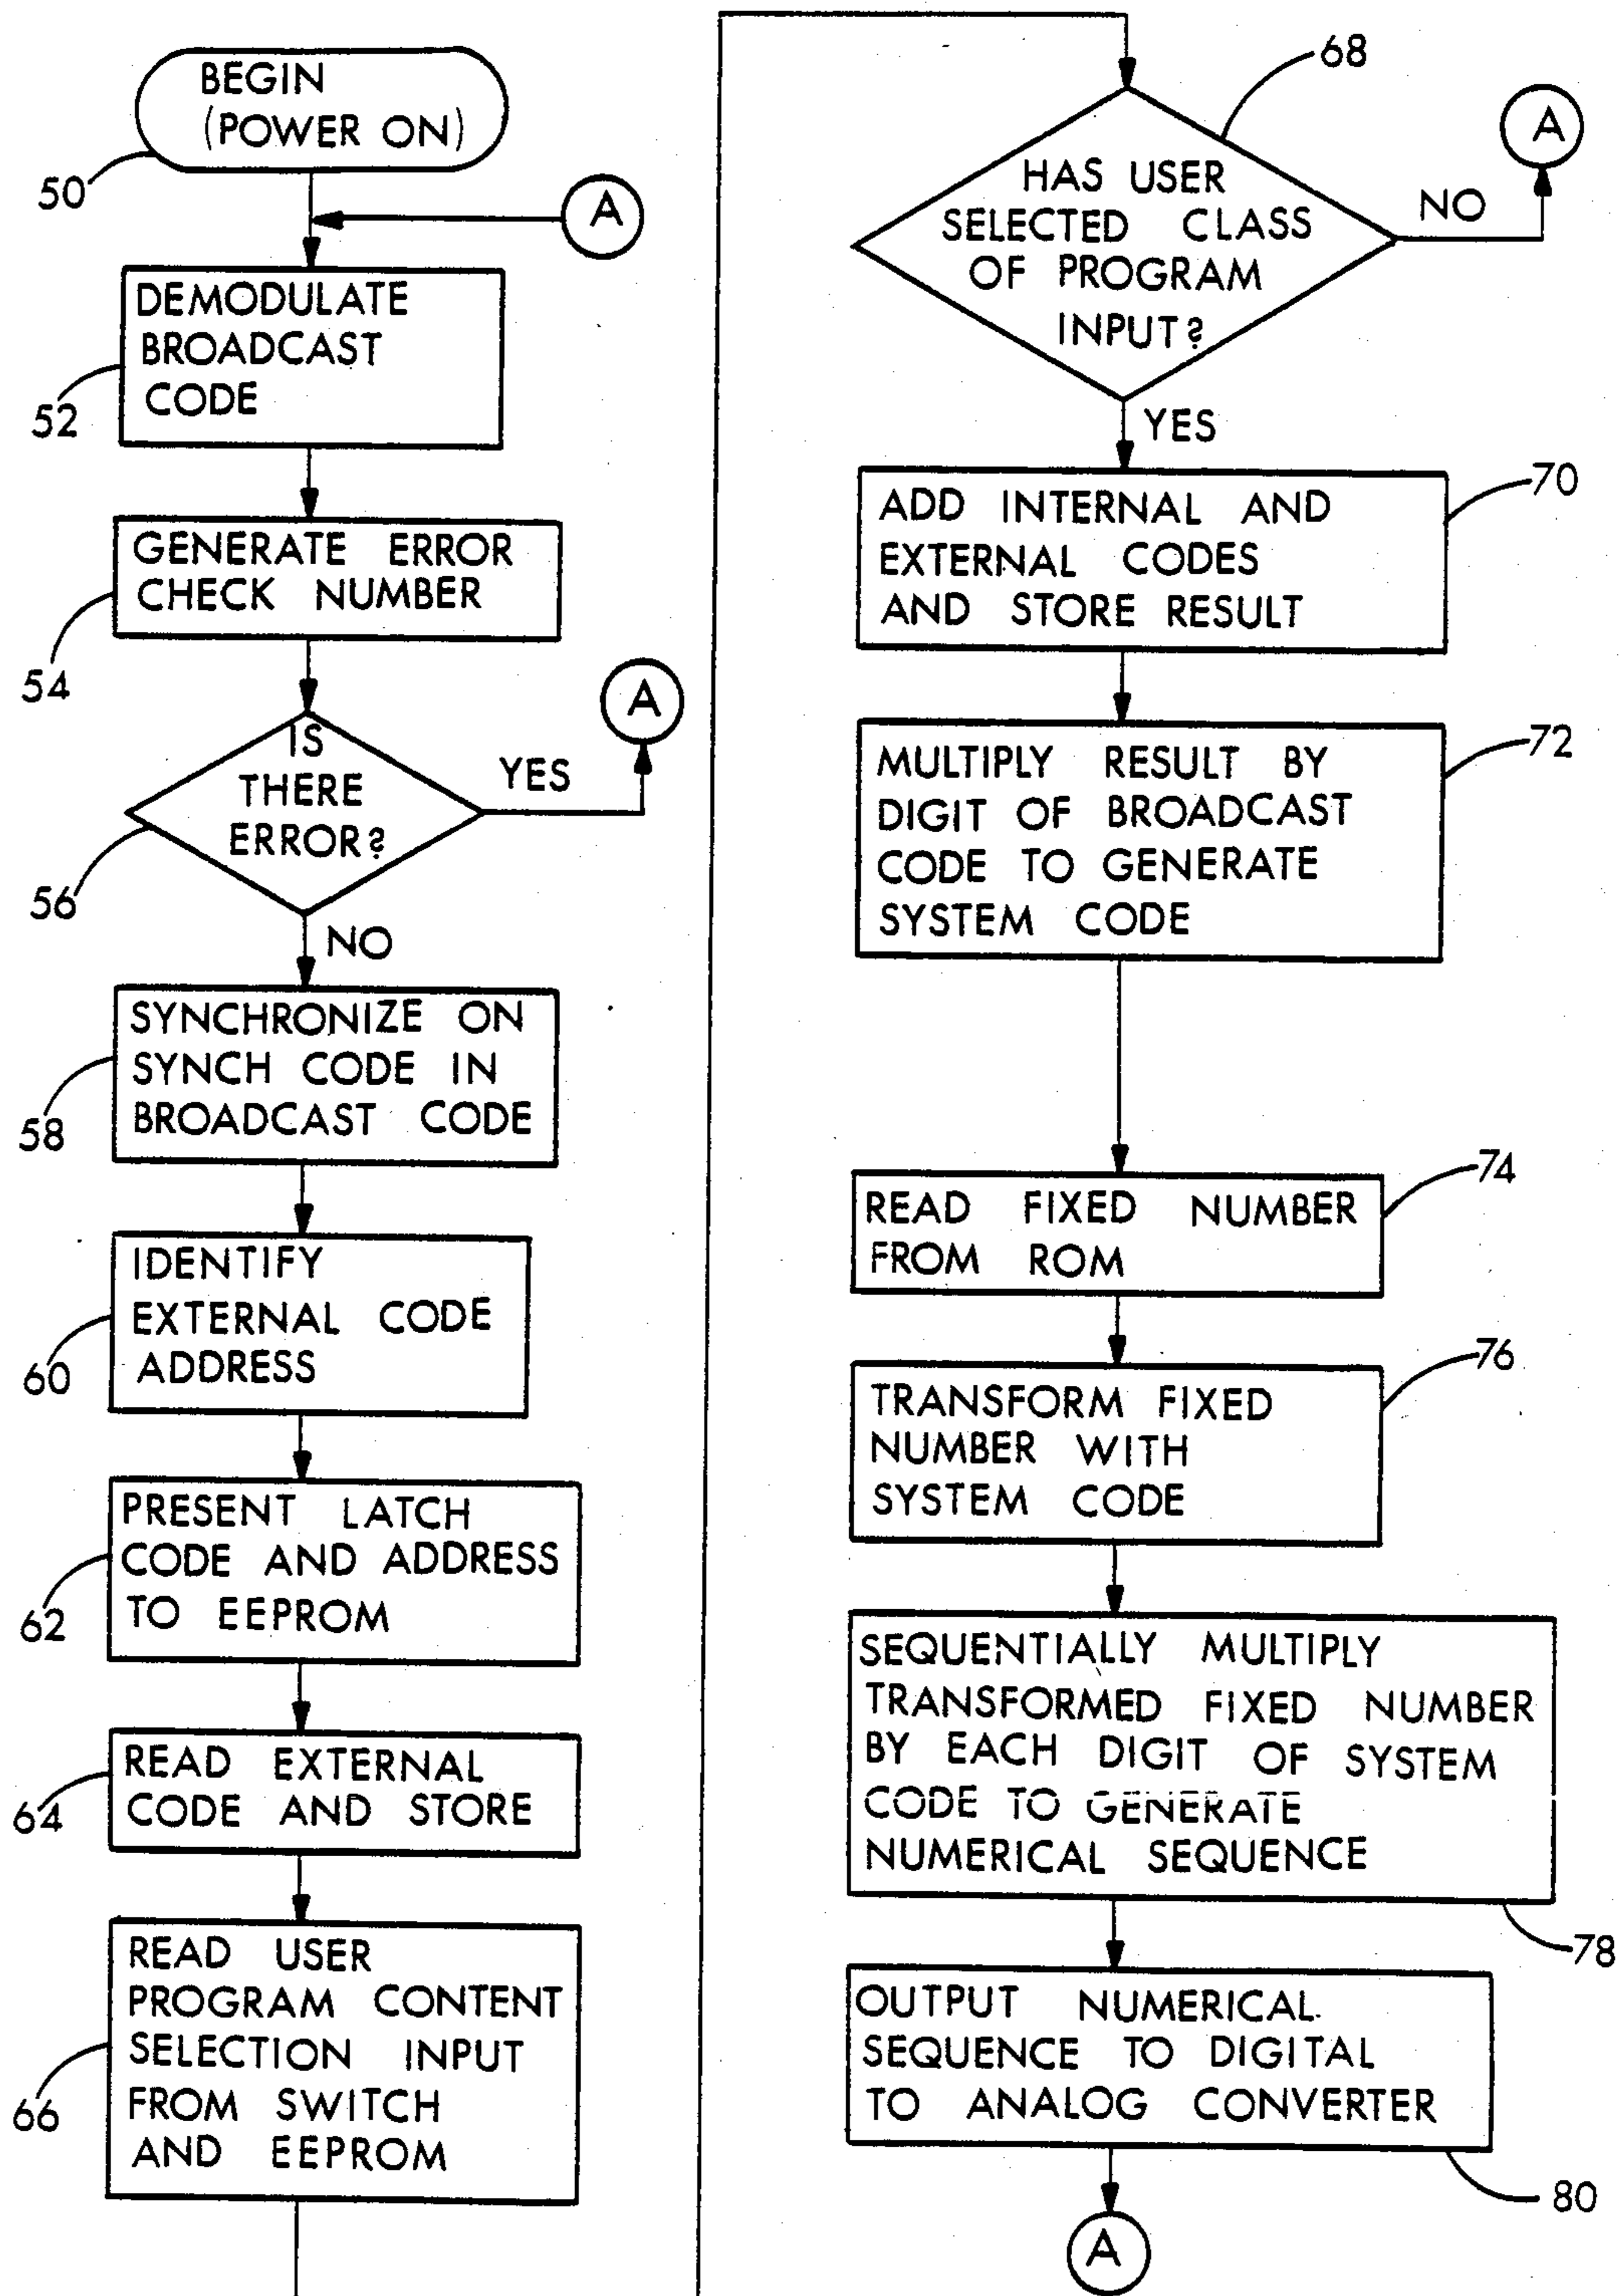 BEGIN
(POWER ON)
50
A
DEMODULATE
BROADCAST
CODE
52
GENERATE ERROR
CHECK NUMBER
54
IS
THERE
ERROR?
56
YES
A
NO
SYNCHRONIZE ON
SYNCH CODE IN
BROADCAST CODE
58
IDENTIFY
EXTERNAL CODE
ADDRESS
60
PRESENT LATCH
CODE AND ADDRESS
TO EEPROM
62
READ EXTERNAL
CODE AND STORE
64
READ USER
PROGRAM CONTENT
SELECTION INPUT
FROM SWITCH
AND EEPROM
66
68
HAS USER
SELECTED CLASS
OF PROGRAM
INPUT?
NO
A
YES
ADD INTERNAL AND
EXTERNAL CODES
AND STORE RESULT
70
MULTIPLY RESULT BY
DIGIT OF BROADCAST
CODE TO GENERATE
SYSTEM CODE
72
READ FIXED NUMBER
FROM ROM
74
TRANSFORM FIXED
NUMBER WITH
SYSTEM CODE
76
SEQUENTIALLY MULTIPLY
TRANSFORMED FIXED NUMBER
BY EACH DIGIT OF SYSTEM
CODE TO GENERATE
NUMERICAL SEQUENCE
78
OUTPUT NUMERICAL
SEQUENCE TO DIGITAL
TO ANALOG CONVERTER
80
A